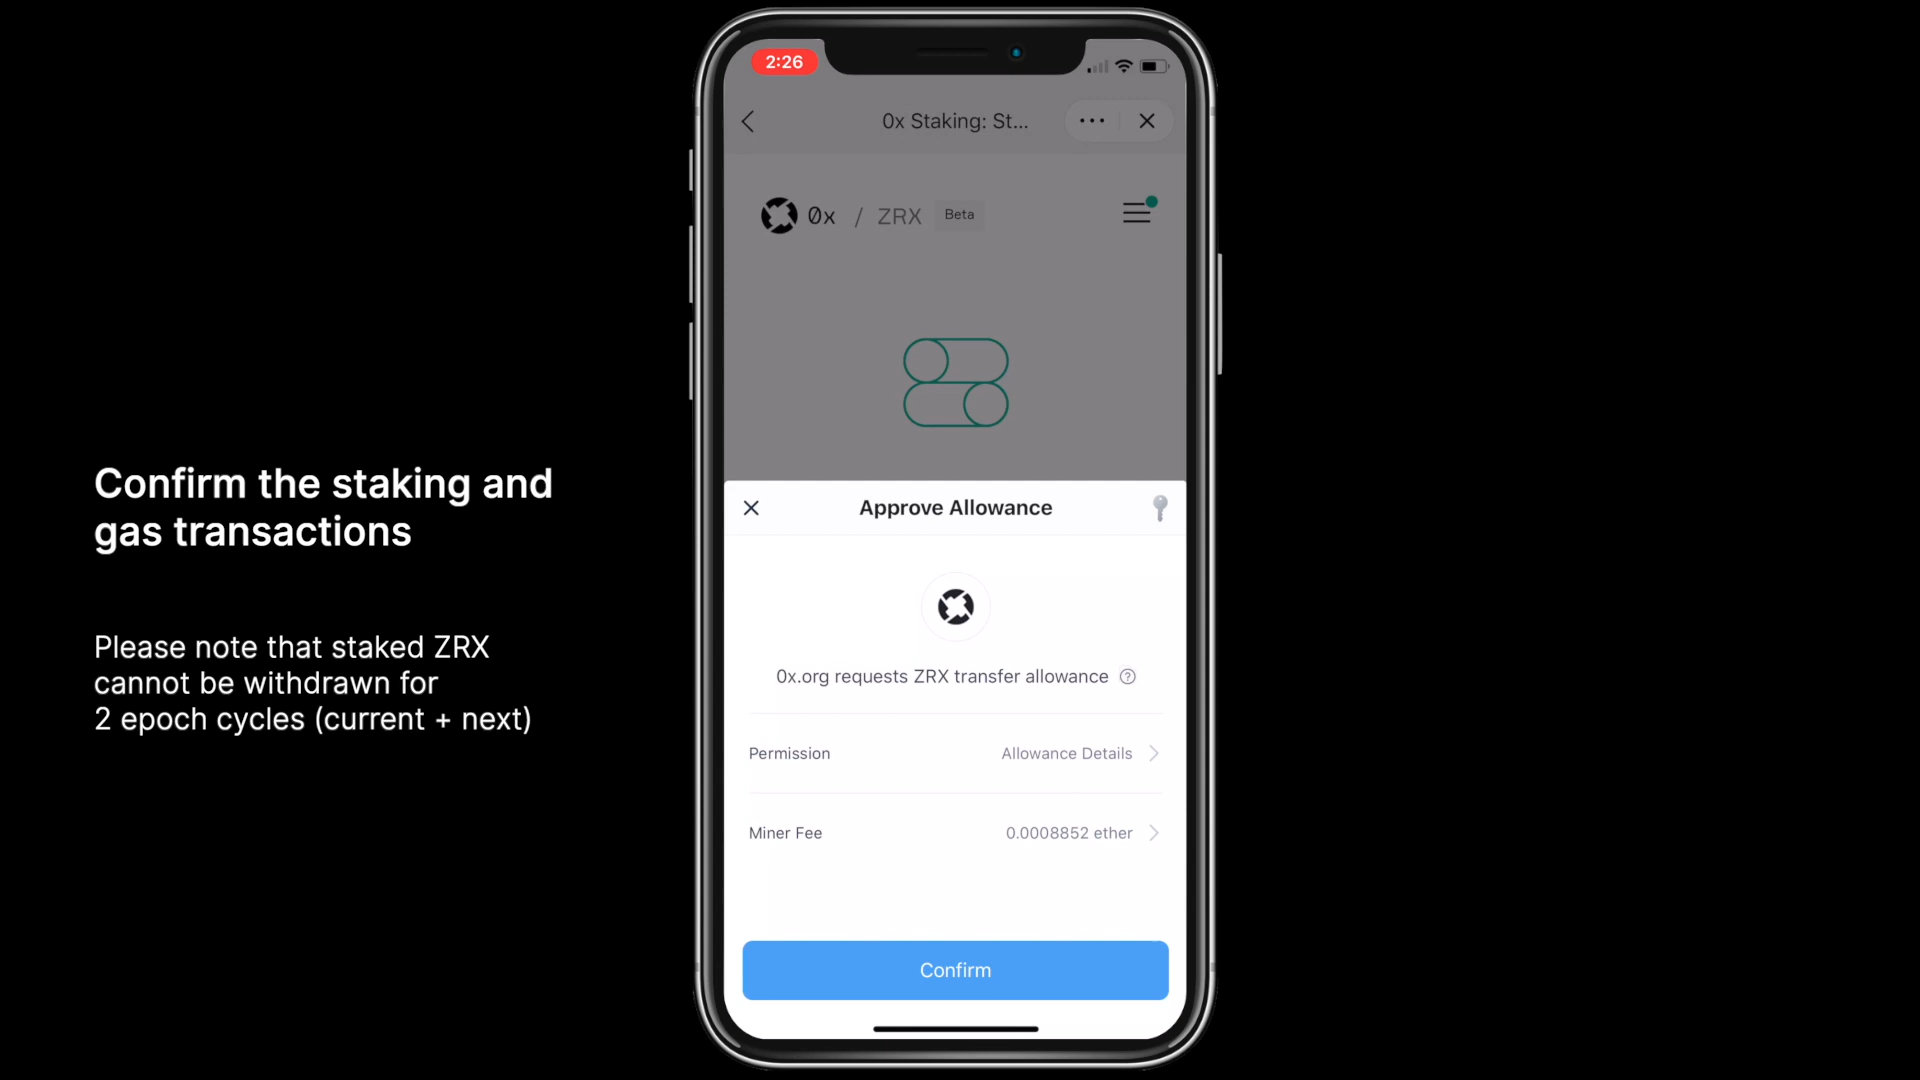 Confirm the staking and
gas transactions
Please note that staked ZRX
cannot be withdrawn for
2 epoch cycles (current + next)
2:26
0x Staking: St...
0x / ZRX Beta
Approve Allowance
0x.org requests ZRX transfer allowance ?
Permission Allowance Details
Miner Fee 0.0008852 ether
Confirm